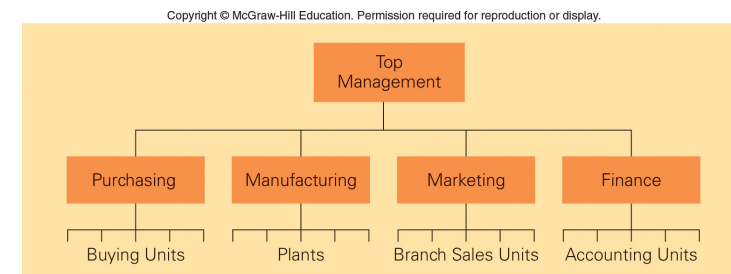 Copyright © McGraw-Hill Education. Permission required for reproduction or display.
Top
Management
Purchasing
Manufacturing
Marketing
Finance
Buying Units
Plants
Branch Sales Units
Accounting Units